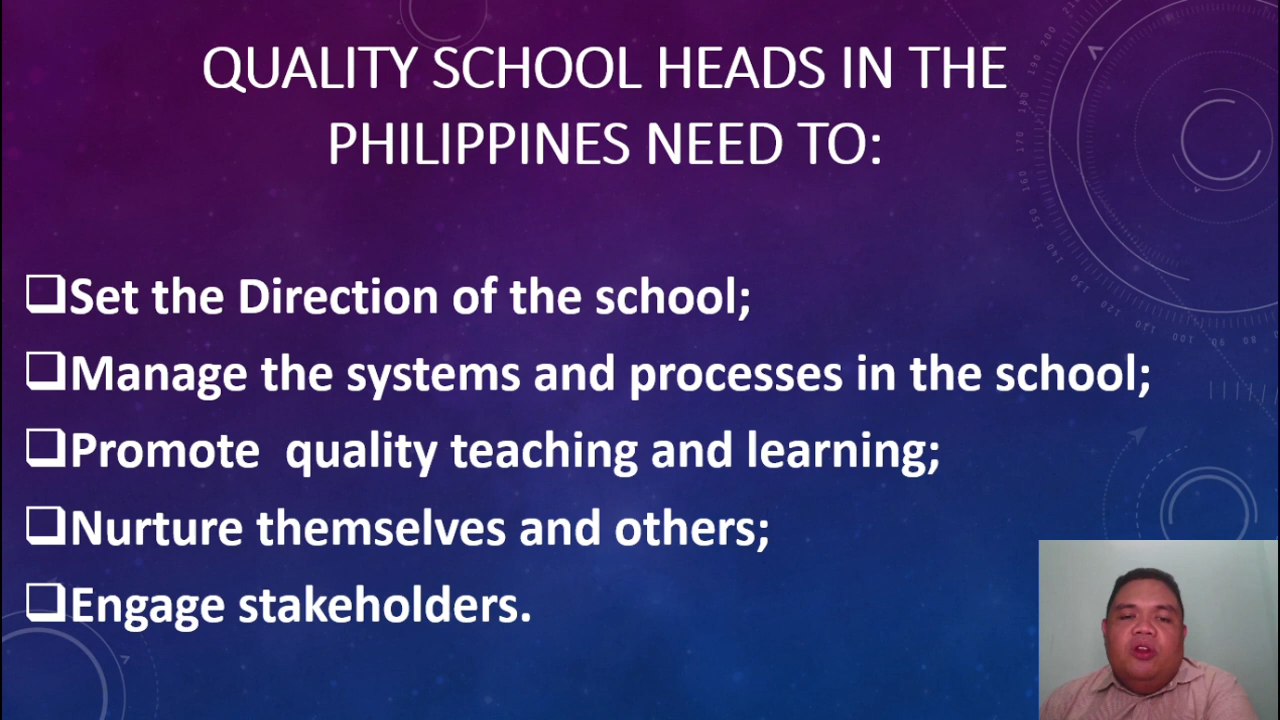 QUALITY SCHOOL HEADS IN THE
PHILIPPINES NEED TO:
❑Set the Direction of the school;
❑Manage the systems and processes in the school;
❑Promote  quality teaching and learning;
❑Nurture themselves and others;
❑Engage stakeholders.